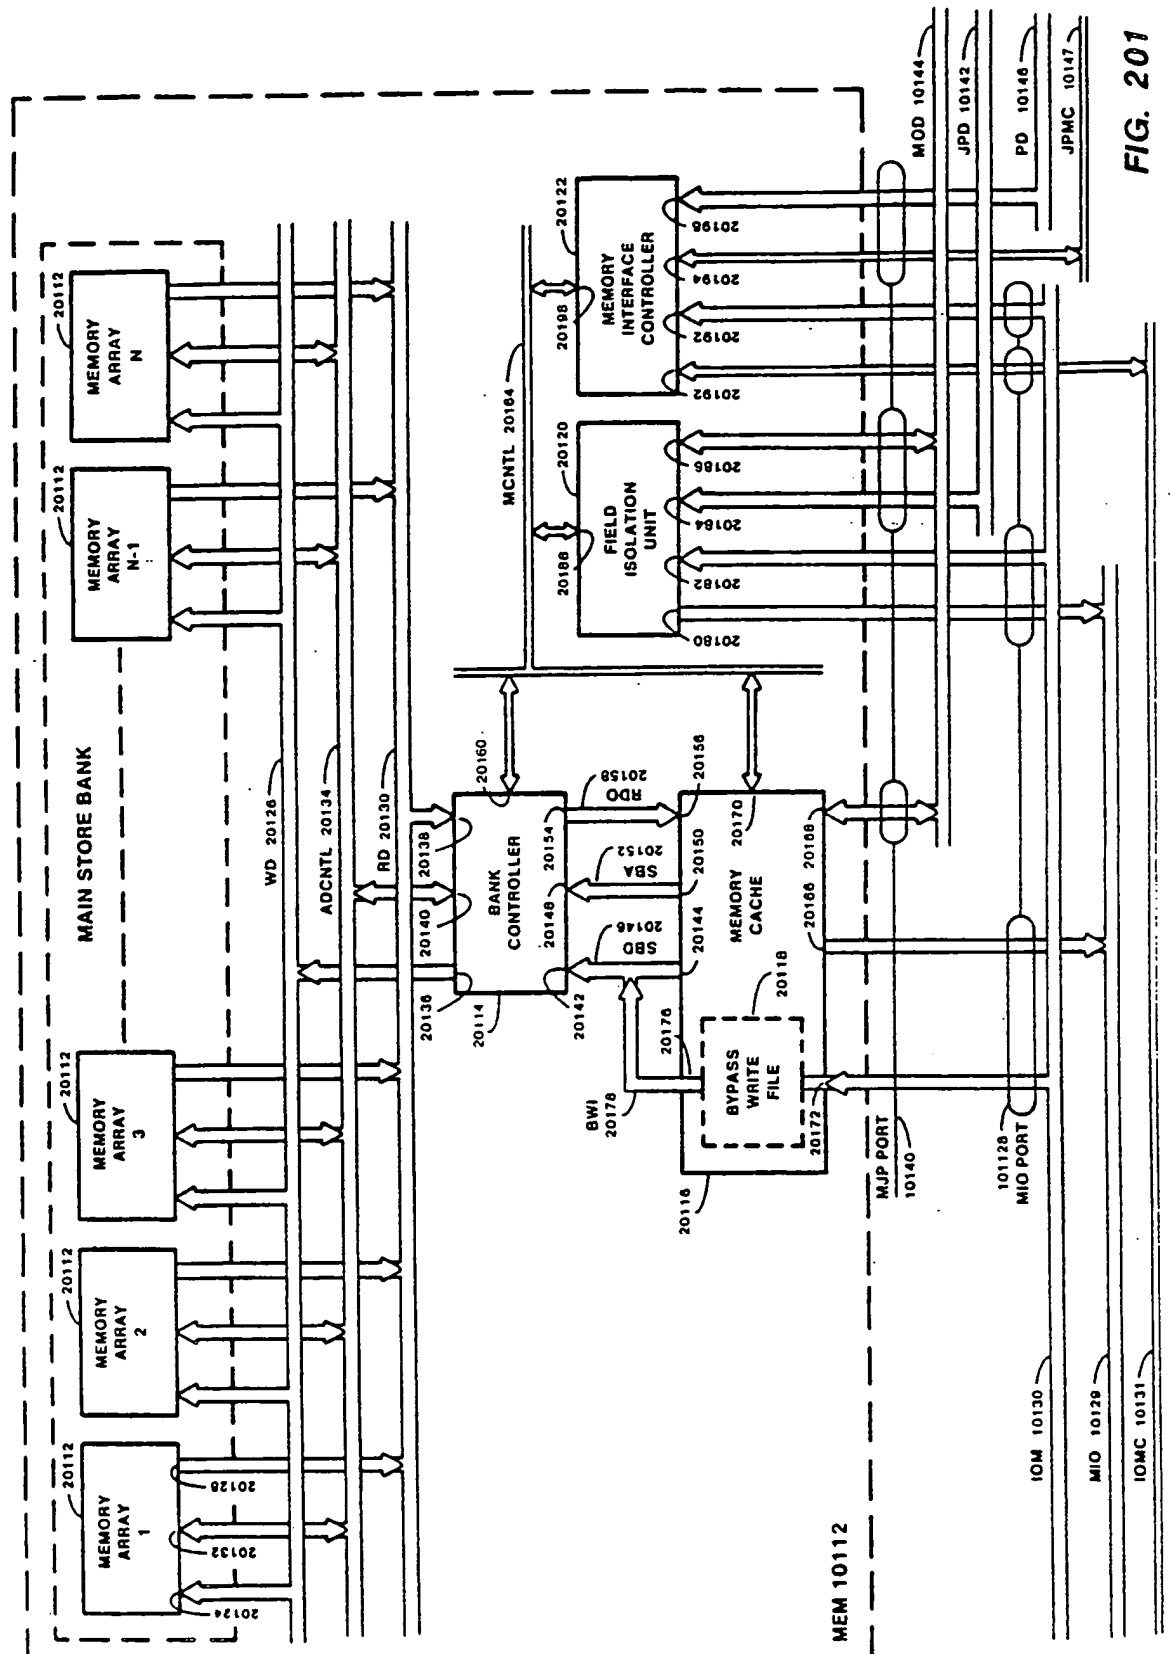 MAIN STORE BANK
MEMORY
ARRAY
1
20112
MEMORY
ARRAY
2
20112
MEMORY
ARRAY
3
20112
MEMORY
ARRAY
N-1
20112
MEMORY
ARRAY
N
20112
20124
20132
20128
WD 20126
ADCNTL 20134
RD 20130
20136
20140
20138
20114
BANK
CONTROLLER
20160
20142
20148
20154
SBD
20146
SBA
20152
RDO
20158
20144
20150
20156
BWI
20178
20176
20118
BYPASS
WRITE
FILE
MEMORY
CACHE
20170
20116
20172
20166
20168
MCNTL 20164
20188
20120
FIELD
ISOLATION
UNIT
20180
20182
20184
20186
20198
20122
MEMORY
INTERFACE
CONTROLLER
20192
20192
20194
20195
MEM 10112
MJP PORT
10140
101128
MIO PORT
MOD 10144
JPD 10142
PD 10146
JPMC 10147
IOM 10130
MIO 10129
IOMC 10131
FIG. 201